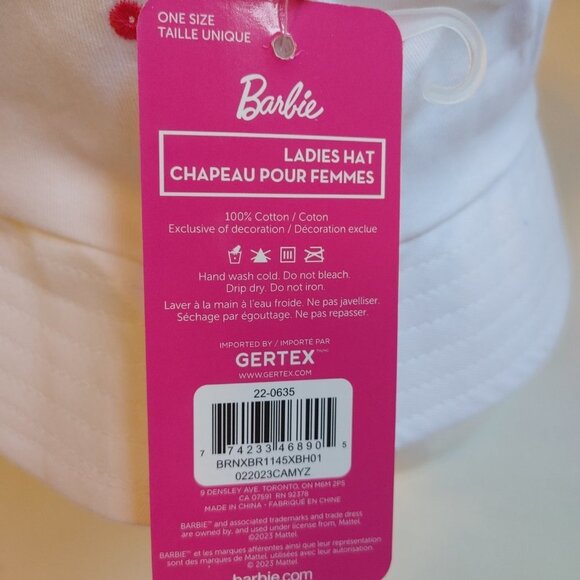 ONE SIZE
TAILLE UNIQUE
Barbie
LADIES HAT
CHAPEAU POUR FEMMES
100% Cotton / Coton
Exclusive of decoration / Décoration exclue
Hand wash cold. Do not bleach.
Drip dry. Do not iron.
Laver à la main à l'eau froide. Ne pas javelliser.
Séchage par égouttage. Ne pas repasser.
IMPORTED BY / IMPORTÉ PAR
GERTEX
WWW.GERTEX.COM
22-0635
7 74233 46890 5
BRNXBR1145XBH01
022023CAMYZ
9 DENSLEY AVE. TORONTO, ON M6M 2P5
CA 07691 RN 92378
MADE IN CHINA - FABRIQUÉ EN CHINE
BARBIE™ and associated trademarks and trade dress
are owned by, and used under license from, Mattel.
©2023 Mattel.
BARBIE™ et les marques afférentes ainsi que leur représentation
sont des marques de Mattel, utilisées avec leur autorisation.
©2023 Mattel.
barbie.com